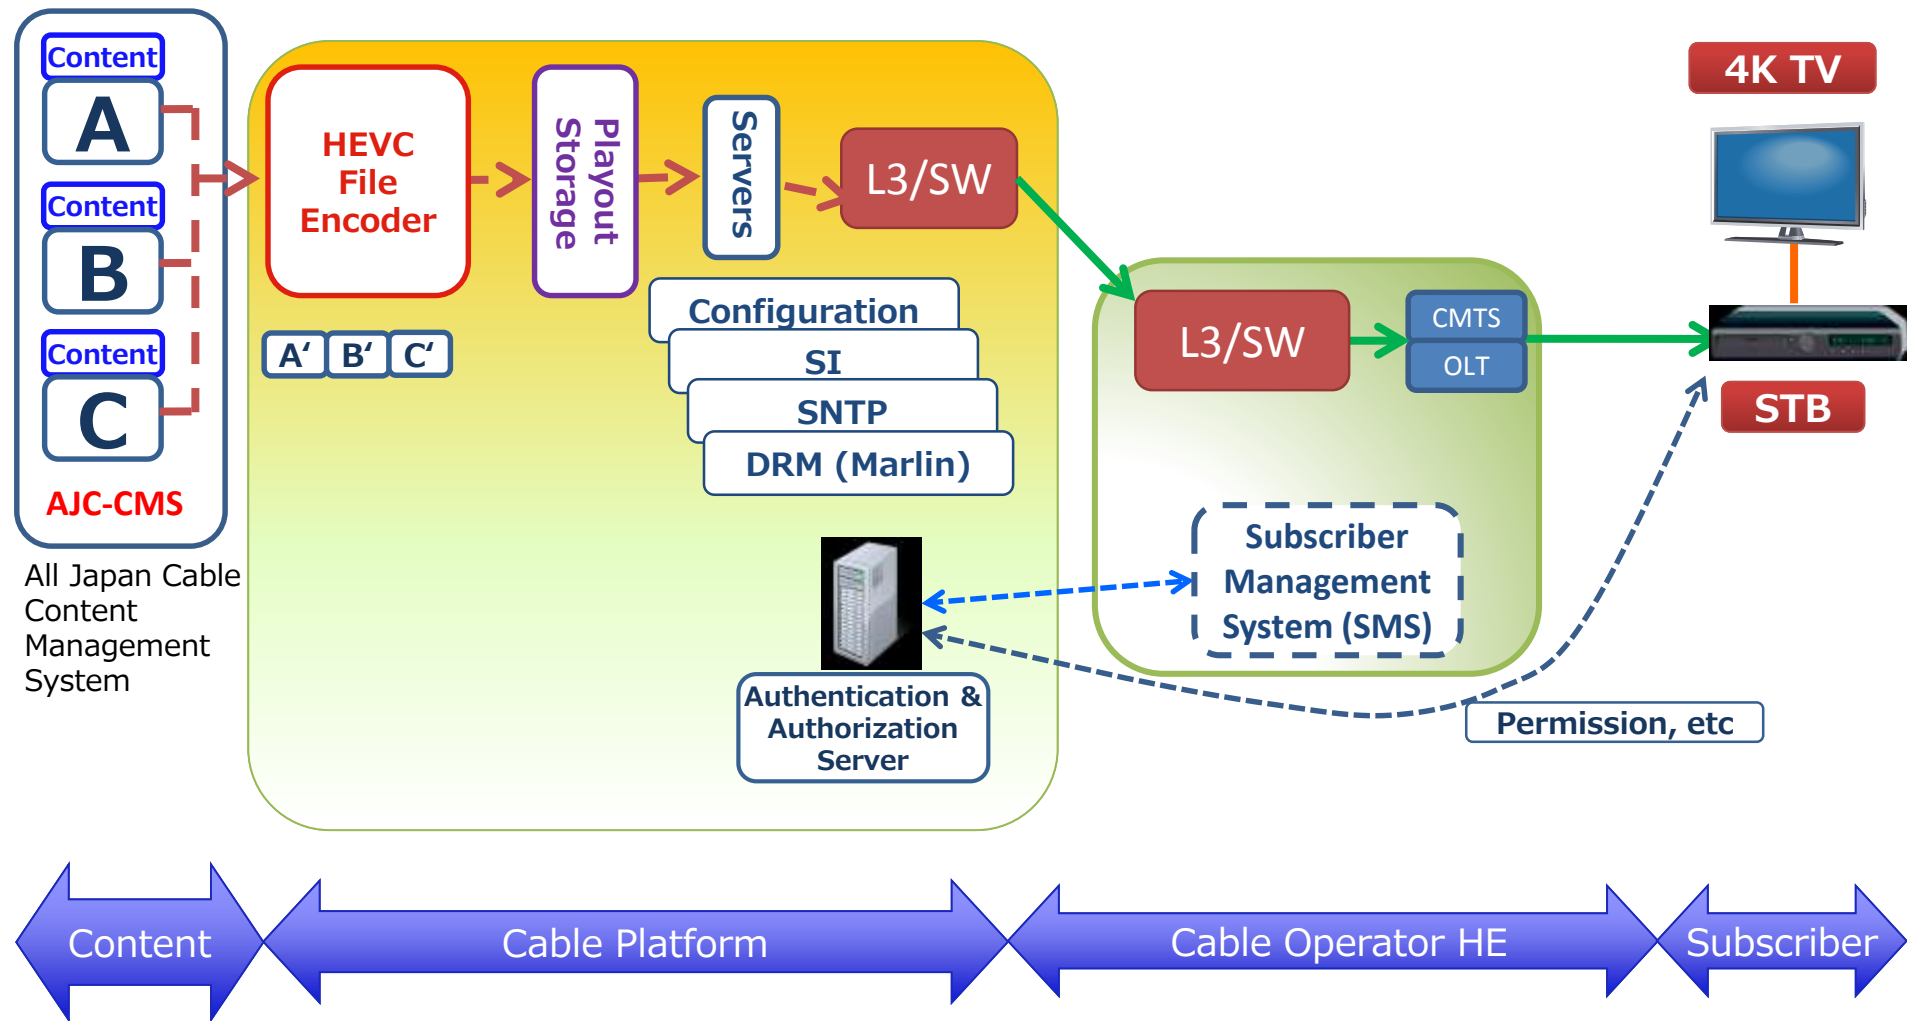 Content
A
Content
B
Content
C
AJC-CMS
All Japan Cable
Content
Management
System
HEVC
File
Encoder
A‘
B‘
C‘
Playout
Storage
Servers
L3/SW
Configuration
SI
SNTP
DRM (Marlin)
Authentication &
Authorization
Server
L3/SW
CMTS
OLT
Subscriber
Management
System (SMS)
4K TV
STB
Permission, etc
Content
Cable Platform
Cable Operator HE
Subscriber